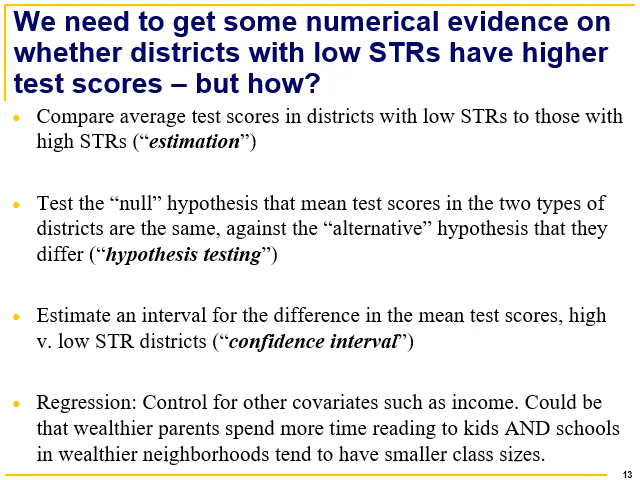 We need to get some numerical evidence on
whether districts with low STRs have higher
test scores – but how?
• Compare average test scores in districts with low STRs to those with
high STRs (“estimation”)
• Test the “null” hypothesis that mean test scores in the two types of
districts are the same, against the “alternative” hypothesis that they
differ (“hypothesis testing”)
• Estimate an interval for the difference in the mean test scores, high
v. low STR districts (“confidence interval”)
• Regression: Control for other covariates such as income. Could be
that wealthier parents spend more time reading to kids AND schools
in wealthier neighborhoods tend to have smaller class sizes.
13